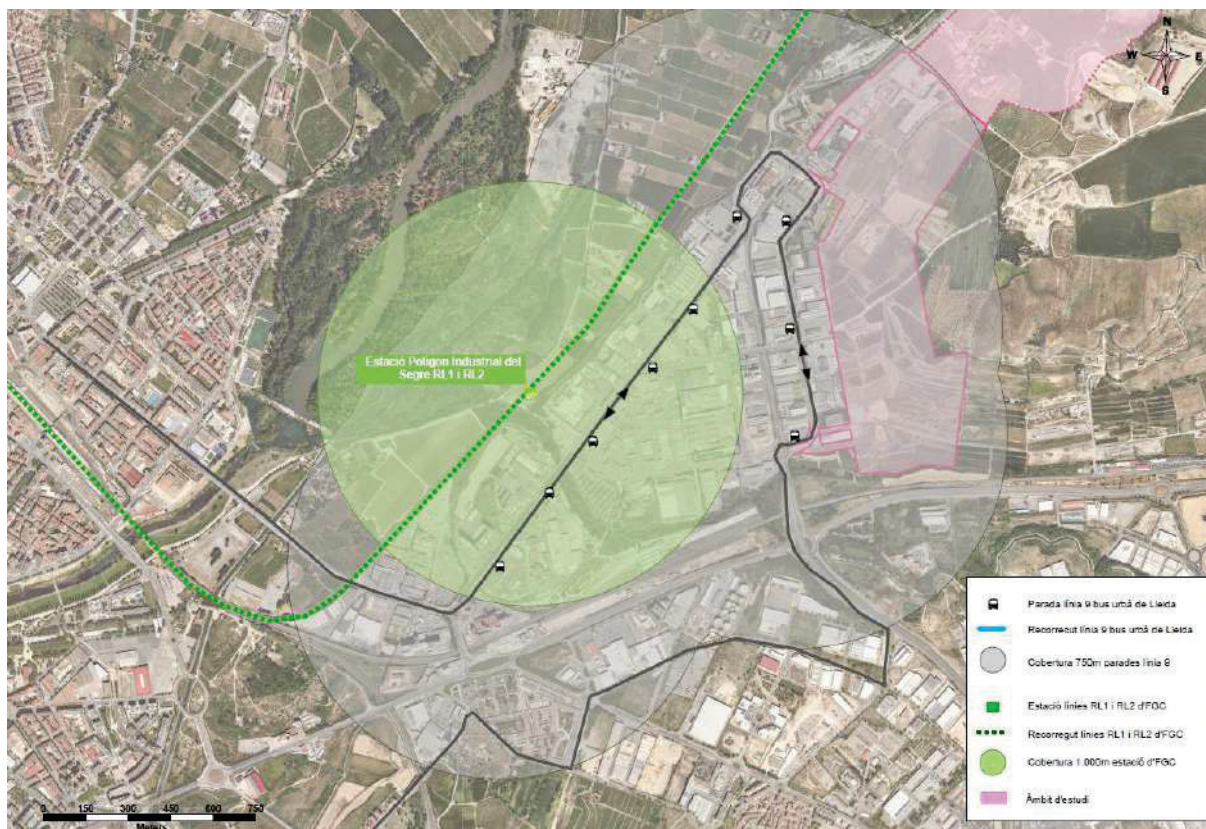 N
W E
S
Estació Polígon Industrial del
Segre RL1 i RL2
Parada línia 9 bus urbà de Lleida
Recorregut línia 9 bus urbà de Lleida
Cobertura 750m parades línia 9
Estació línies RL1 i RL2 d'FGC
Recorregut línies RL1 i RL2 d'FGC
Cobertura 1.000m estació d'FGC
Àmbit d'estudi
0 150 300 450 600 750
Meters